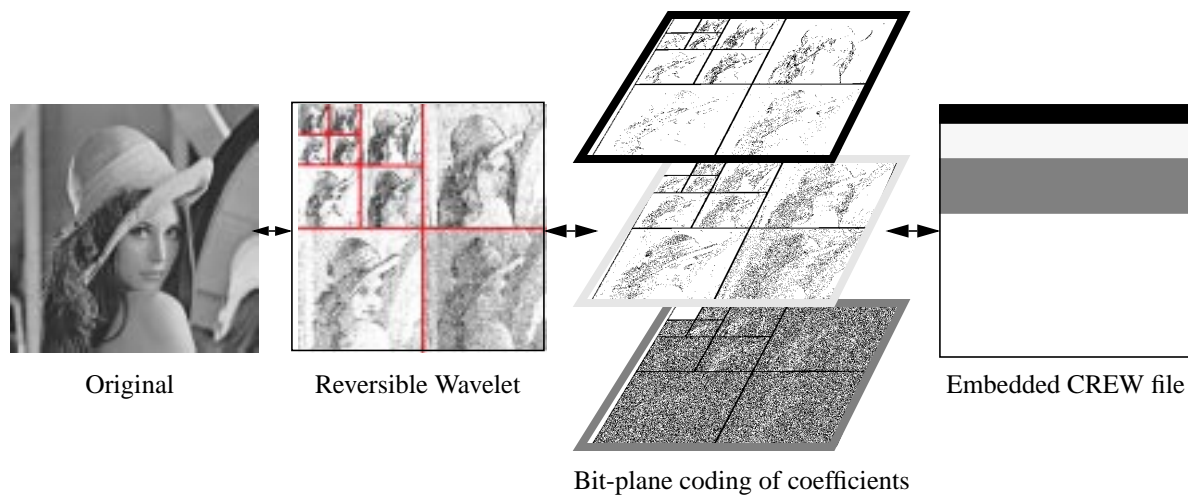 Original
Reversible Wavelet
Bit-plane coding of coefficients
Embedded CREW file